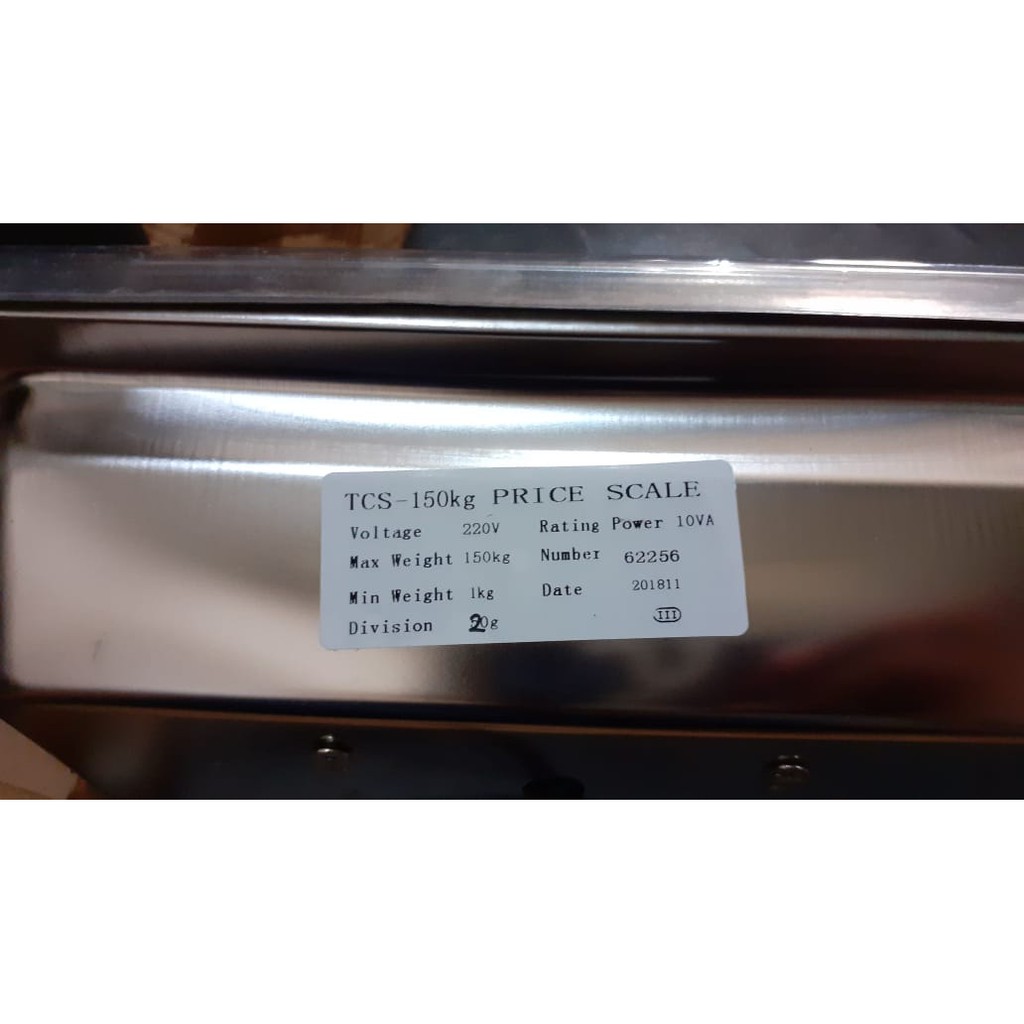 TCS-150kg PRICE SCALE
Voltage 220V Rating Power 10VA
Max Weight 150kg Number 62256
Min Weight 1kg Date 201811
Division 20g III